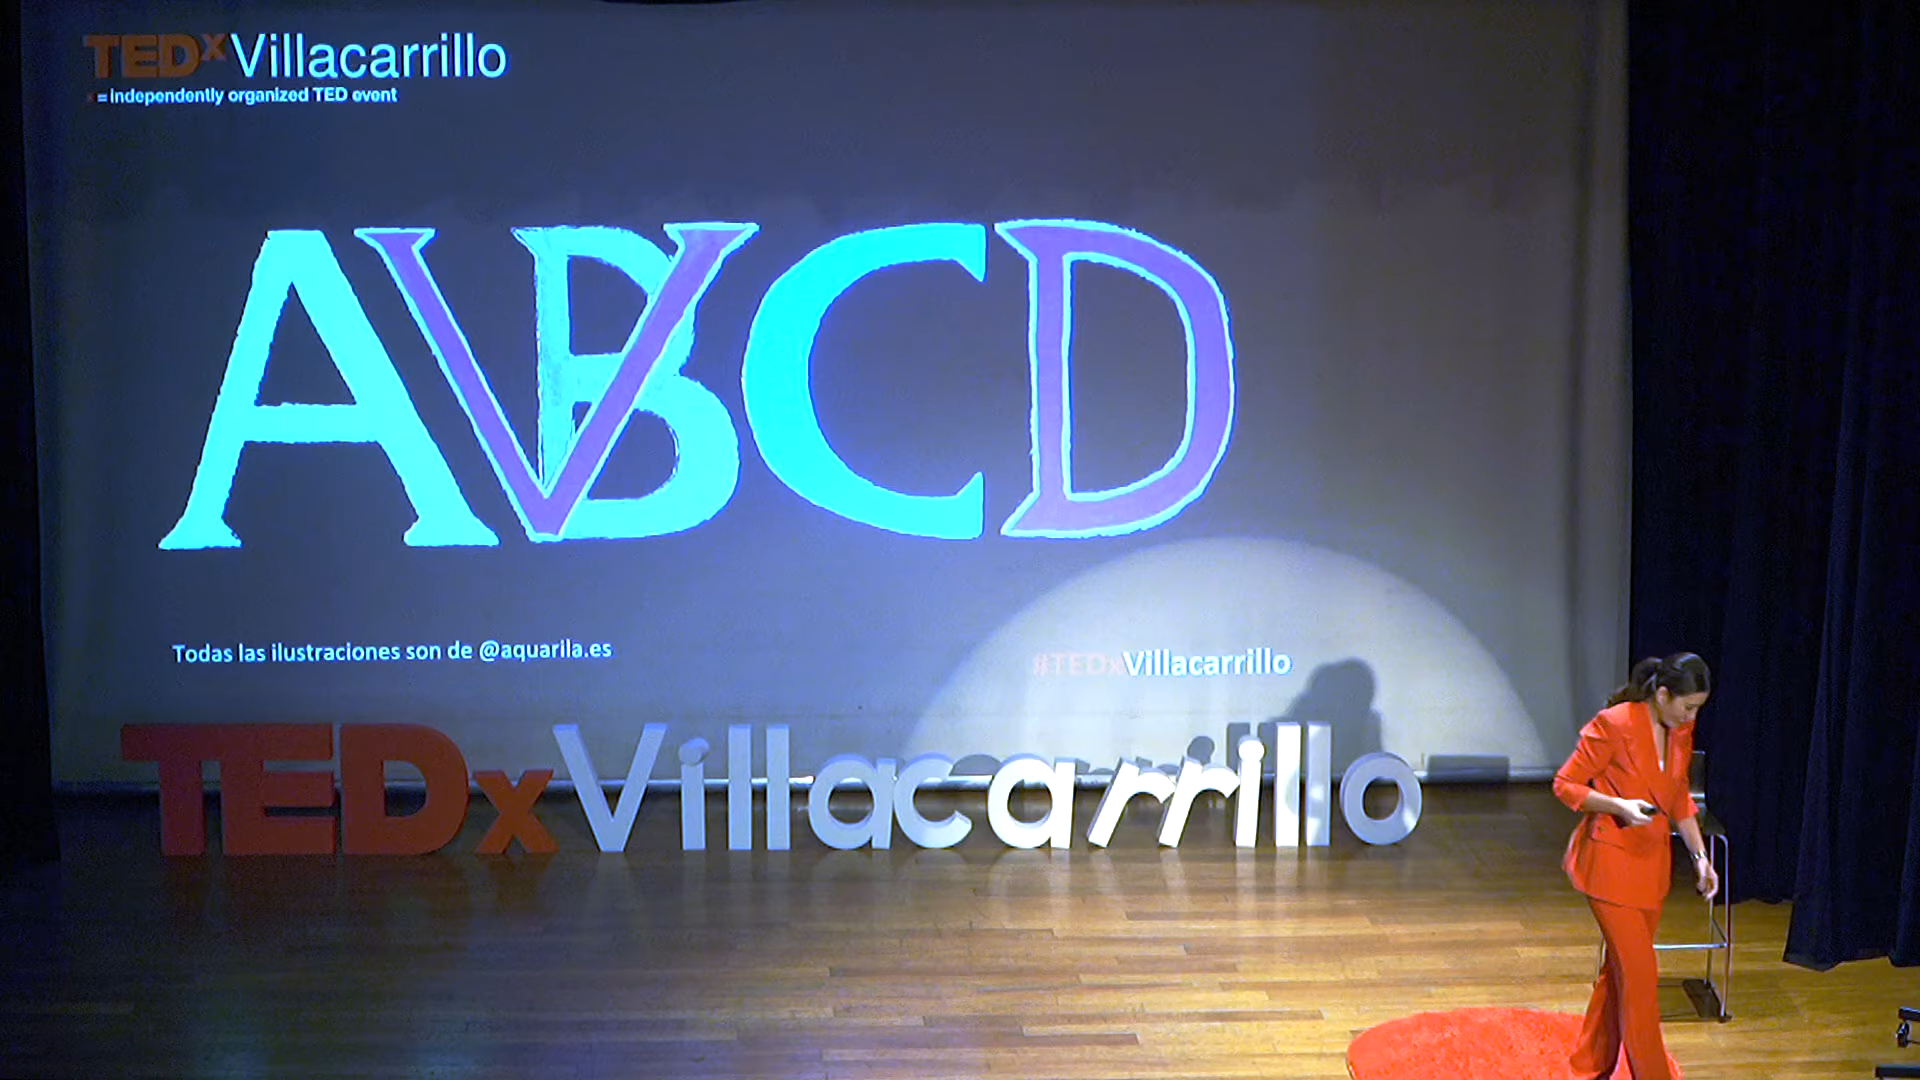 TEDxVillacarrillo
x = independently organized TED event
AVBCD
Todas las ilustraciones son de @aquarila.es
#TEDxVillacarrillo
TEDxVillacarrillo